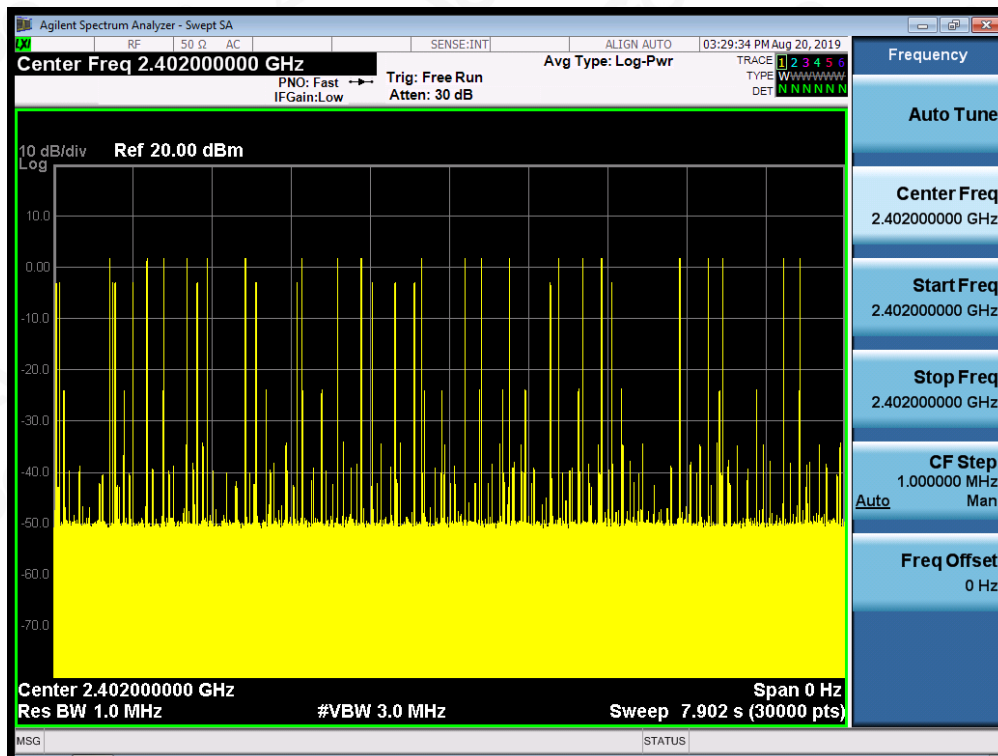 Agilent Spectrum Analyzer - Swept SA
LXI RF 50 Ω AC SENSE:INT ALIGN AUTO 03:29:34 PM Aug 20, 2019
Center Freq 2.402000000 GHz
PNO: Fast
IFGain:Low
Trig: Free Run
Atten: 30 dB
Avg Type: Log-Pwr
TRACE 1 2 3 4 5 6
TYPE WWWWWW
DET N N N N N N
10 dB/div Ref 20.00 dBm
Log
10.0
0.00
-10.0
-20.0
-30.0
-40.0
-50.0
-60.0
-70.0
Center 2.402000000 GHz Span 0 Hz
Res BW 1.0 MHz #VBW 3.0 MHz Sweep 7.902 s (30000 pts)
MSG STATUS
Frequency
Auto Tune
Center Freq
2.402000000 GHz
Start Freq
2.402000000 GHz
Stop Freq
2.402000000 GHz
CF Step
1.000000 MHz
Auto Man
Freq Offset
0 Hz